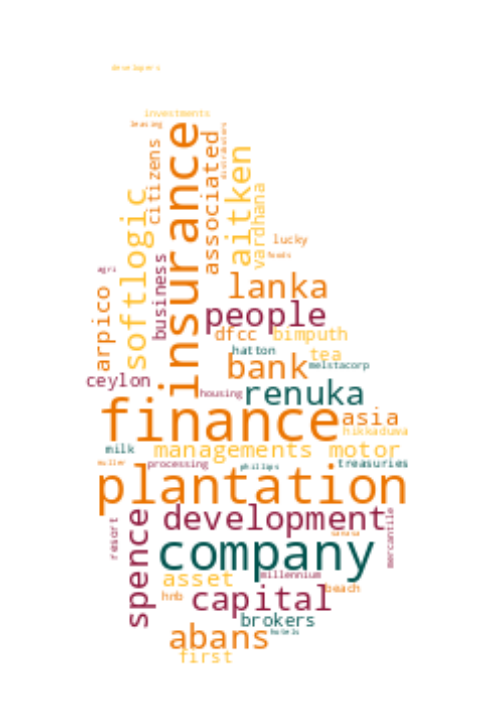 developers
investments
leasing
insurance
citizens
associated
distributors
aitken
vardhana
softlogic
lucky
foods
agri
business
arpico
lanka
people
dfcc
bimputh
hatton
tea
bank
melstacorp
ceylon
housing
renuka
finance
asia
hikkaduwa
milk
managements
motor
muller
processing
phillips
treasuries
plantation
spence
development
mercantile
resort
company
asset
millennium
hnb
capital
beach
brokers
abans
hotels
first